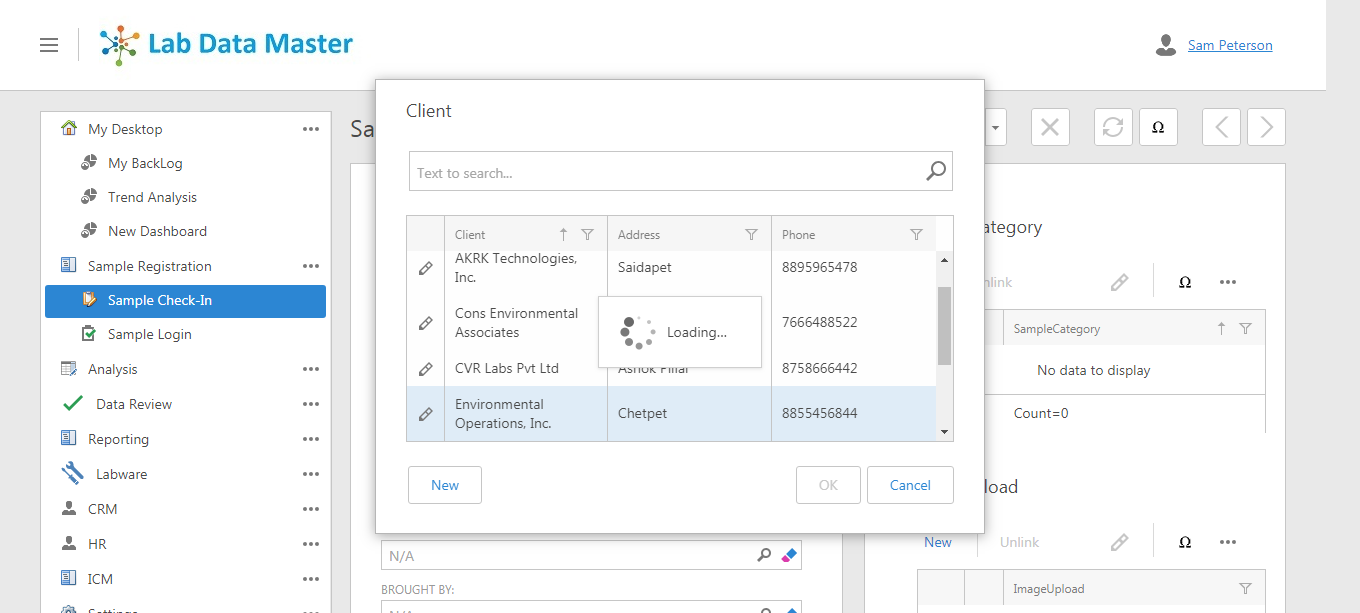 Lab Data Master
Sam Peterson
My Desktop
My BackLog
Trend Analysis
New Dashboard
Sample Registration
Sample Check-In
Sample Login
Analysis
Data Review
Reporting
Labware
CRM
HR
ICM
Settings
Sa
Client
Text to search...
Client Address Phone
AKRK Technologies, Inc. Saidapet 8895965478
Cons Environmental Associates 7666488522
CVR Labs Pvt Ltd Ashok Pillar 8758666442
Environmental Operations, Inc. Chetpet 8855456844
Loading...
New OK Cancel
N/A
BROUGHT BY:
N/A
Ω
ategory
nlink Ω
SampleCategory
No data to display
Count=0
load
New Unlink Ω
ImageUpload